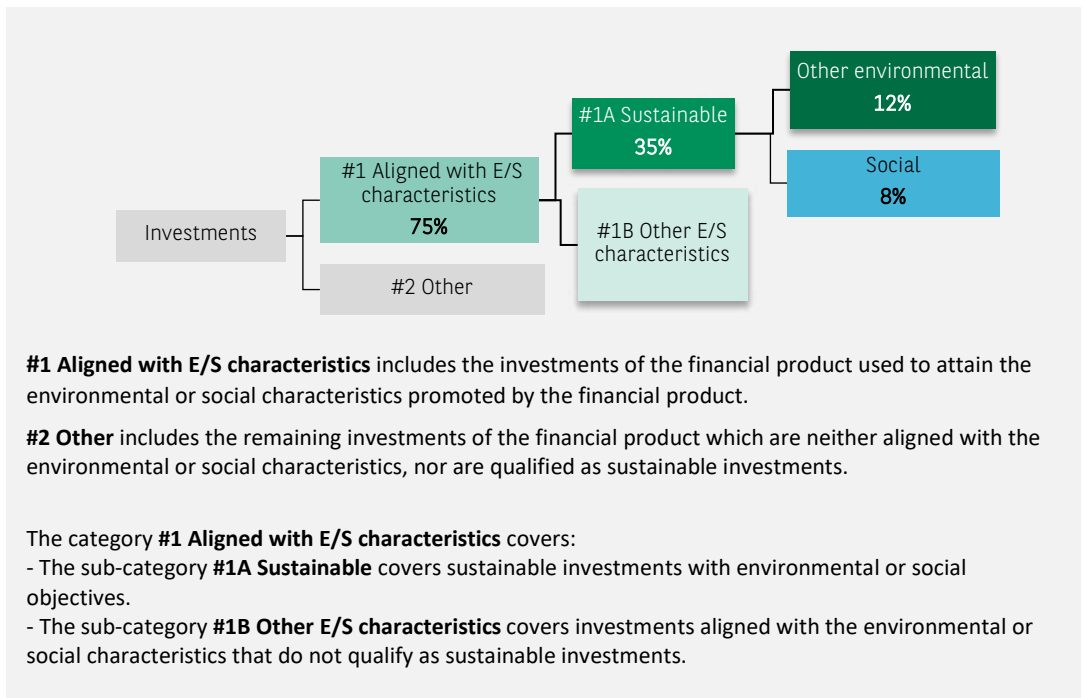 Other environmental
12%
#1A Sustainable
35%
Social
8%
#1 Aligned with E/S
characteristics
75%
Investments
#1B Other E/S
characteristics
#2 Other
#1 Aligned with E/S characteristics includes the investments of the financial product used to attain the
environmental or social characteristics promoted by the financial product.
#2 Other includes the remaining investments of the financial product which are neither aligned with the
environmental or social characteristics, nor are qualified as sustainable investments.
The category #1 Aligned with E/S characteristics covers:
- The sub-category #1A Sustainable covers sustainable investments with environmental or social
objectives.
- The sub-category #1B Other E/S characteristics covers investments aligned with the environmental or
social characteristics that do not qualify as sustainable investments.